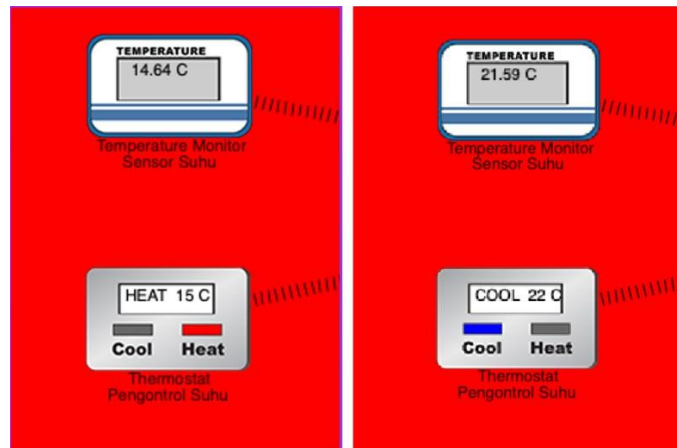 TEMPERATURE
14.64 C
Temperature Monitor
Sensor Suhu
HEAT 15 C
Cool Heat
Thermostat
Pengontrol Suhu
TEMPERATURE
21.59 C
Temperature Monitor
Sensor Suhu
COOL 22 C
Cool Heat
Thermostat
Pengontrol Suhu